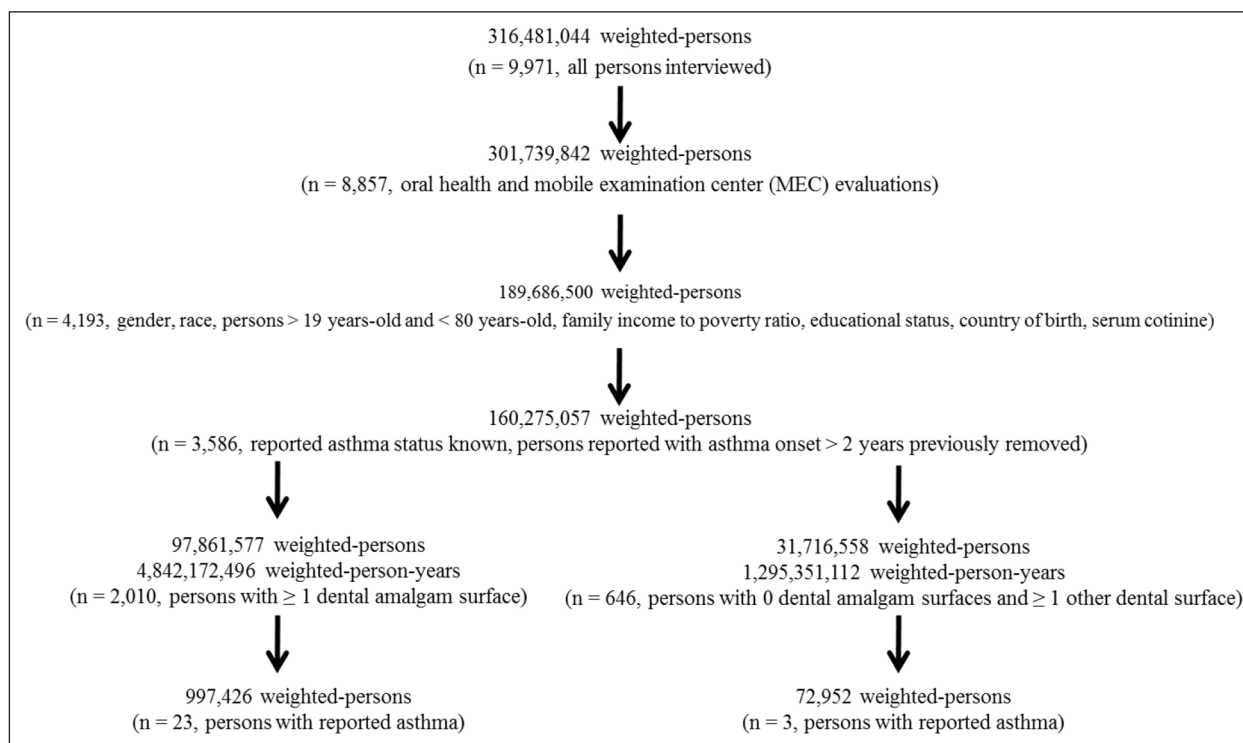 316,481,044 weighted-persons
(n = 9,971, all persons interviewed)
301,739,842 weighted-persons
(n = 8,857, oral health and mobile examination center (MEC) evaluations)
189,686,500 weighted-persons
(n = 4,193, gender, race, persons > 19 years-old and < 80 years-old, family income to poverty ratio, educational status, country of birth, serum cotinine)
160,275,057 weighted-persons
(n = 3,586, reported asthma status known, persons reported with asthma onset > 2 years previously removed)
97,861,577 weighted-persons
4,842,172,496 weighted-person-years
(n = 2,010, persons with ≥ 1 dental amalgam surface)
997,426 weighted-persons
(n = 23, persons with reported asthma)
31,716,558 weighted-persons
1,295,351,112 weighted-person-years
(n = 646, persons with 0 dental amalgam surfaces and ≥ 1 other dental surface)
72,952 weighted-persons
(n = 3, persons with reported asthma)